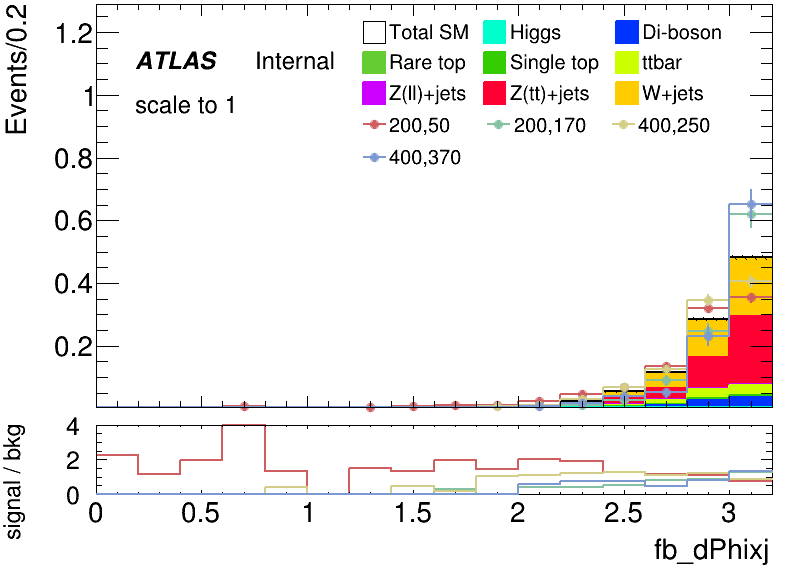 Events/0.2
1.2
1
0.8
0.6
0.4
0.2
ATLAS Internal
scale to 1
Total SM Higgs Di-boson
Rare top Single top ttbar
Z(ll)+jets Z(tt)+jets W+jets
200,50 200,170 400,250
400,370
signal / bkg
4
2
0
0 0.5 1 1.5 2 2.5 3
fb_dPhixj